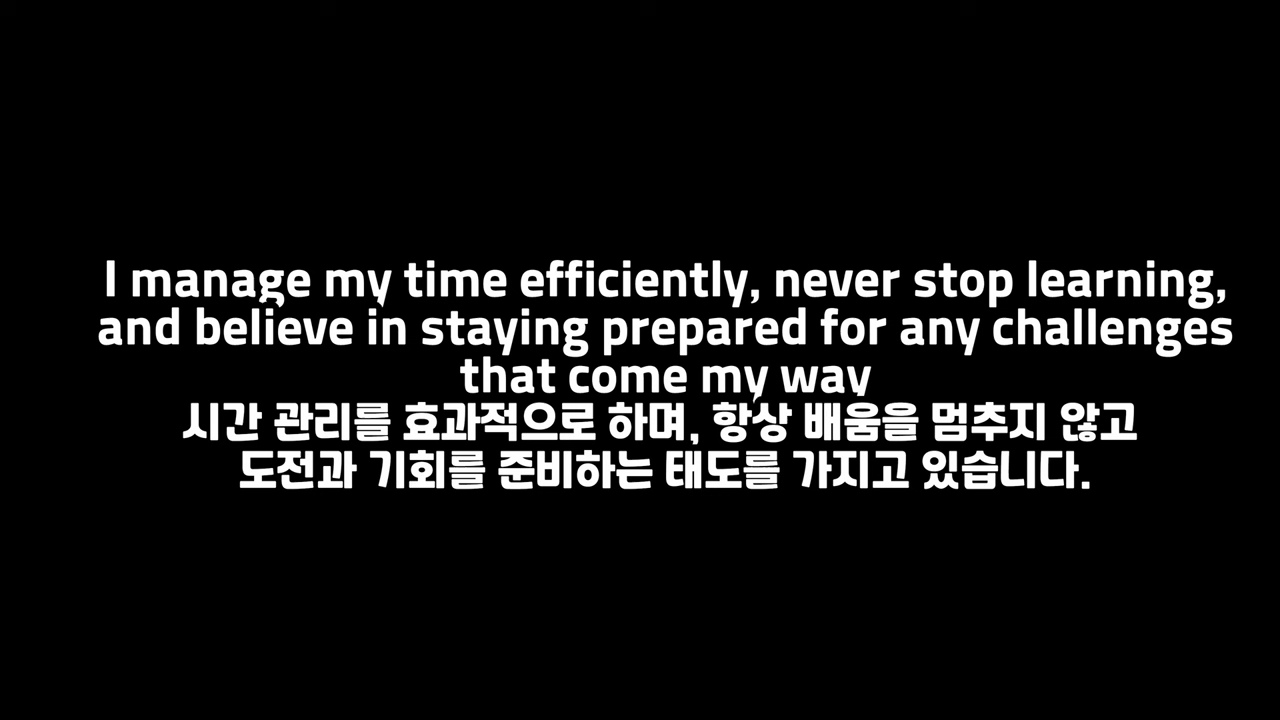 I manage my time efficiently, never stop learning,
and believe in staying prepared for any challenges
that come my way
시간 관리를 효과적으로 하며, 항상 배움을 멈추지 않고
도전과 기회를 준비하는 태도를 가지고 있습니다.